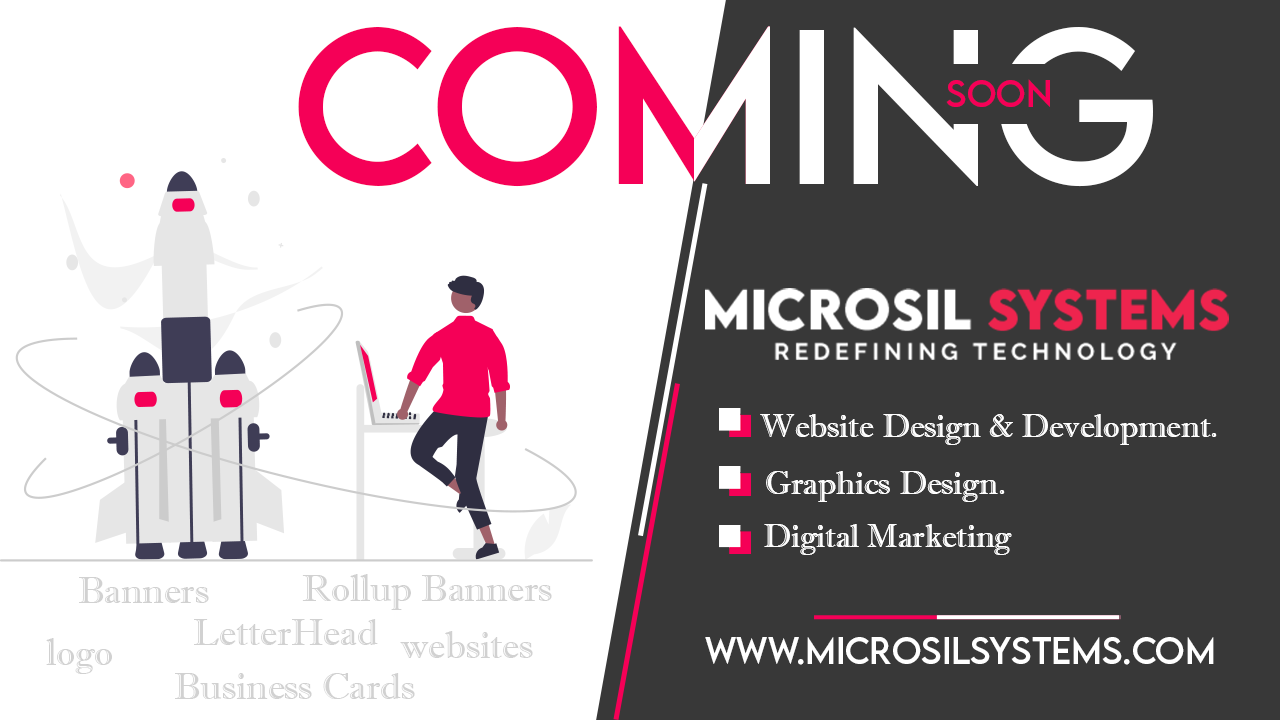 COMING
SOON
MICROSIL SYSTEMS
REDEFINING TECHNOLOGY
Website Design & Development.
Graphics Design.
Digital Marketing
WWW.MICROSILSYSTEMS.COM
Banners
Rollup Banners
LetterHead
logo
websites
Business Cards